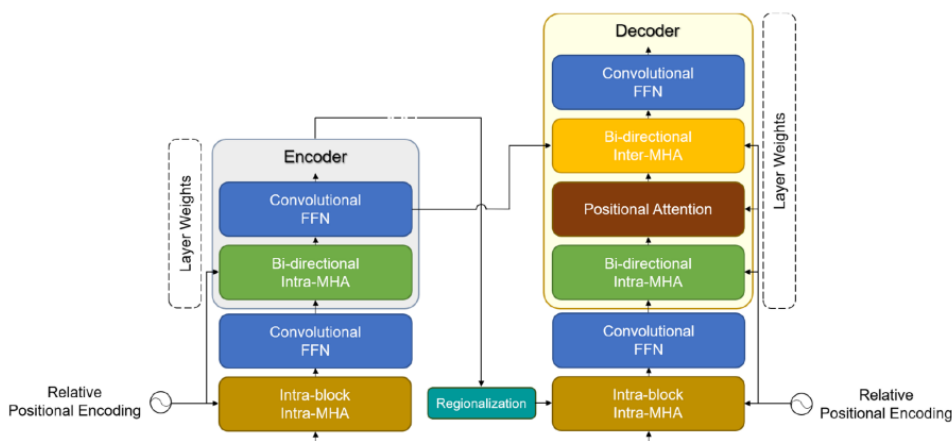 Encoder
Convolutional
FFN
Bi-directional
Intra-MHA
Convolutional
FFN
Intra-block
Intra-MHA
Layer Weights
Relative
Positional Encoding
Regionalization
Decoder
Convolutional
FFN
Bi-directional
Inter-MHA
Positional Attention
Bi-directional
Intra-MHA
Convolutional
FFN
Intra-block
Intra-MHA
Layer Weights
Relative
Positional Encoding